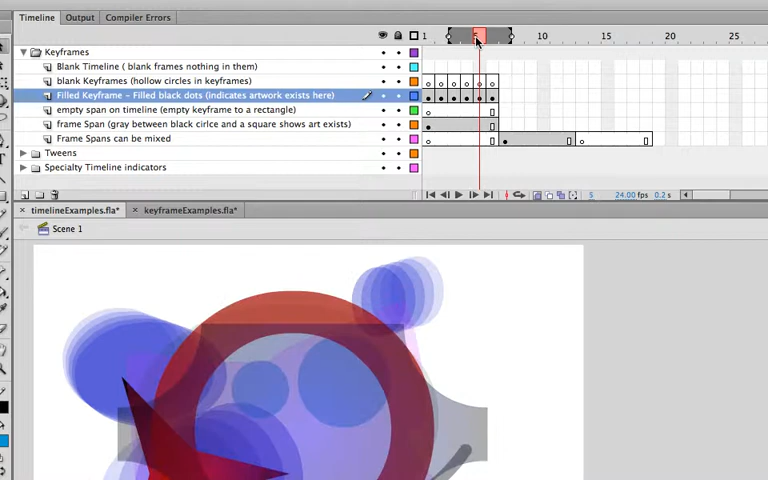 Timeline Output Compiler Errors
1 5 10 15 20 25
Keyframes
Blank Timeline ( blank frames nothing in them)
blank Keyframes (hollow circles in keyframes)
Filled Keyframe - Filled black dots (indicates artwork exists here)
empty span on timeline (empty keyframe to a rectangle)
frame Span (gray between black cirlce and a square shows art exists)
Frame Spans can be mixed
Tweens
Specialty Timeline indicators
5 24.00 fps 0.2 s
timelineExamples.fla* keyframeExamples.fla*
Scene 1